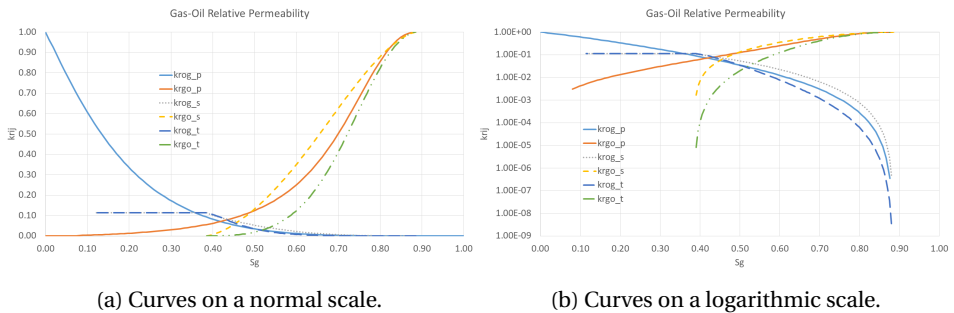 Gas-Oil Relative Permeability
1.00
0.90
0.80
0.70
0.60
0.50
0.40
0.30
0.20
0.10
0.00
krij
krog_p
krgo_p
krog_s
krgo_s
krog_t
krgo_t
0.00 0.10 0.20 0.30 0.40 0.50 0.60 0.70 0.80 0.90 1.00
Sg
(a) Curves on a normal scale.
Gas-Oil Relative Permeability
1.00E+00
1.00E-01
1.00E-02
1.00E-03
1.00E-04
1.00E-05
1.00E-06
1.00E-07
1.00E-08
1.00E-09
krij
krog_p
krgo_p
krog_s
krgo_s
krog_t
krgo_t
0.00 0.10 0.20 0.30 0.40 0.50 0.60 0.70 0.80 0.90 1.00
Sg
(b) Curves on a logarithmic scale.